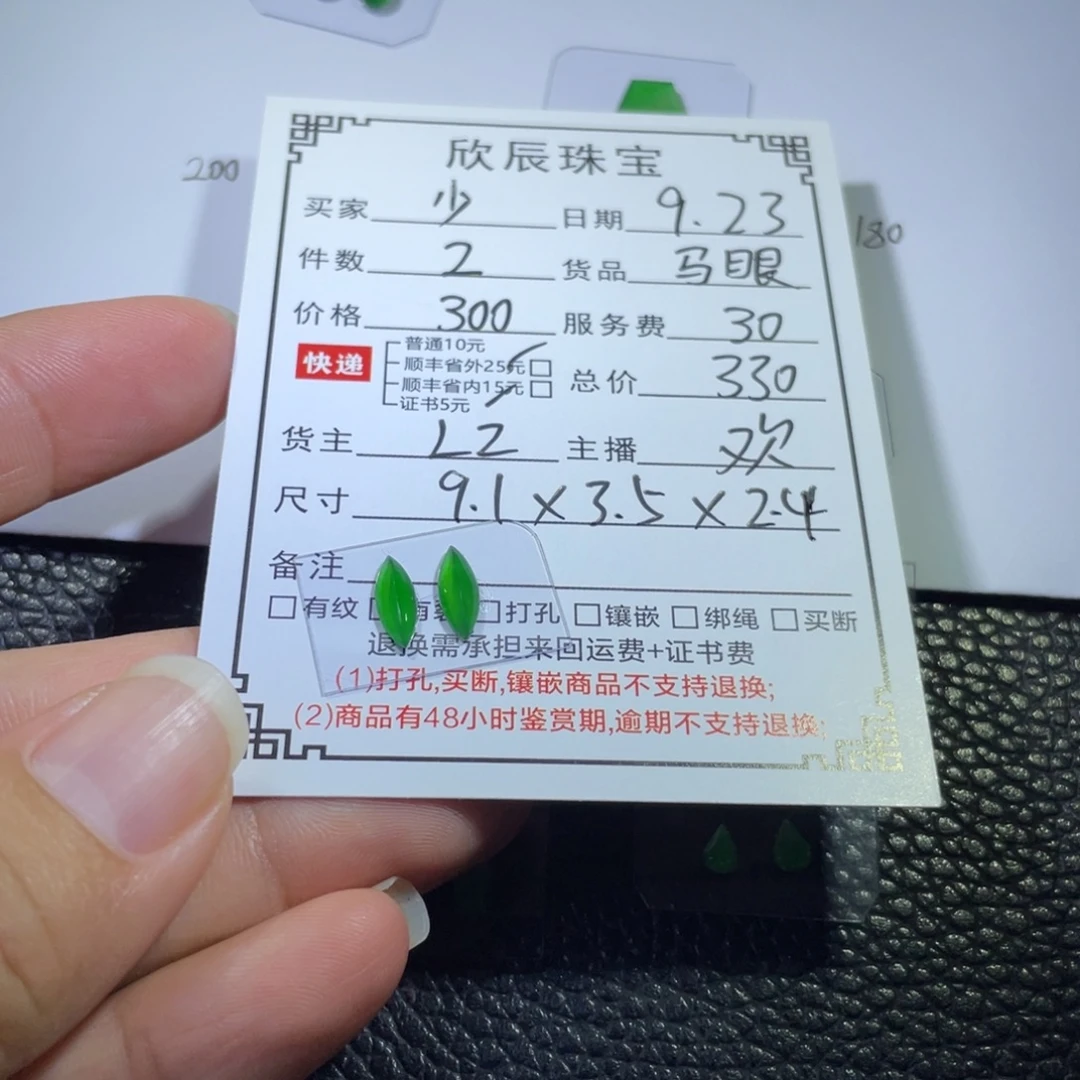 欣辰珠宝
200
买家 少 日期 9.23
180
件数 2 货品 马眼
价格 300 服务费 30
快递
普通10元
顺丰省外25元 □
顺丰省内15元 □
证书5元
总价 330
货主 LZ 主播 欢
尺寸 9.1×3.5×2.4
备注
□有纹 □有裂 □打孔 □镶嵌 □绑绳 □买断
退换需承担来回运费+证书费
(1)打孔,买断,镶嵌商品不支持退换;
(2)商品有48小时鉴赏期,逾期不支持退换;